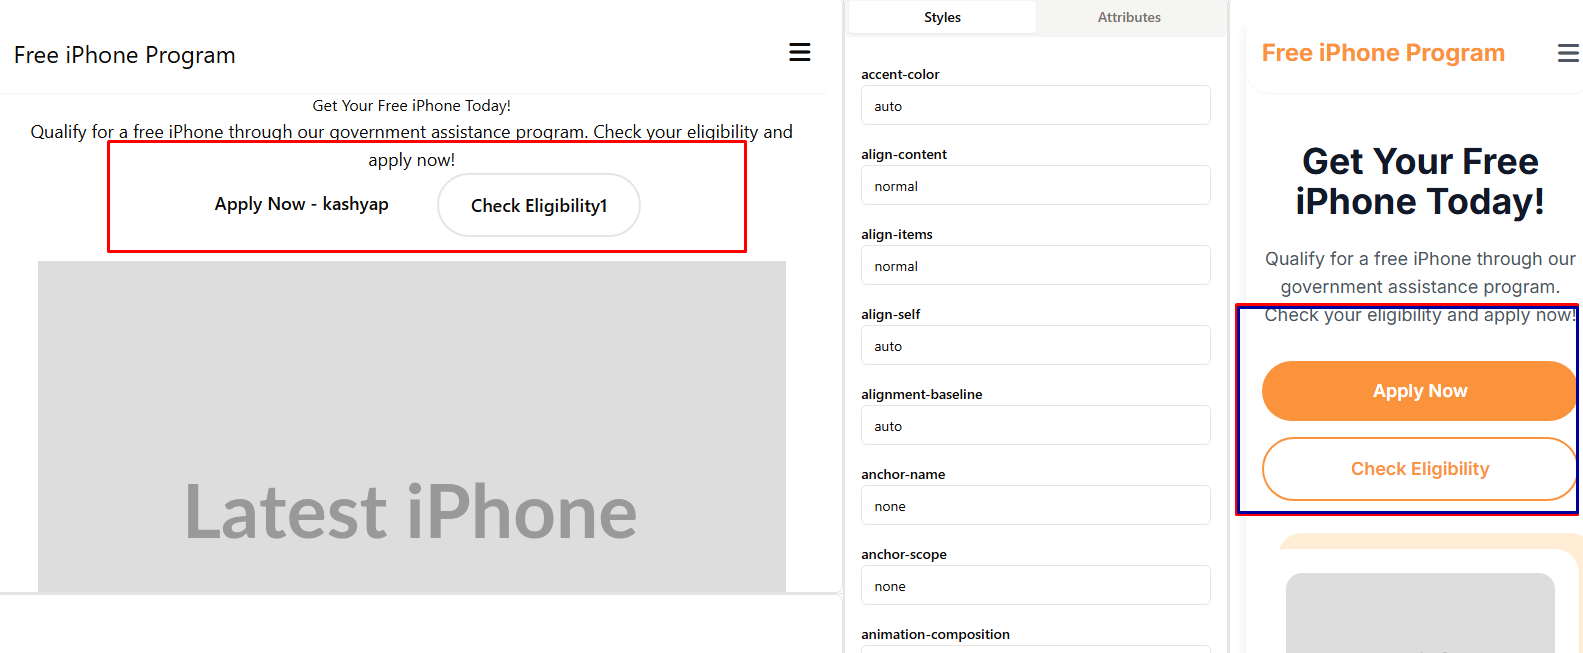 Free iPhone Program
Get Your Free iPhone Today!
Qualify for a free iPhone through our government assistance program. Check your eligibility and
apply now!
Apply Now - kashyap
Check Eligibility1
Latest iPhone
Styles
Attributes
accent-color
auto
align-content
normal
align-items
normal
align-self
auto
alignment-baseline
auto
anchor-name
none
anchor-scope
none
animation-composition
Free iPhone Program
Get Your Free
iPhone Today!
Qualify for a free iPhone through our
government assistance program.
Check your eligibility and apply now!
Apply Now
Check Eligibility